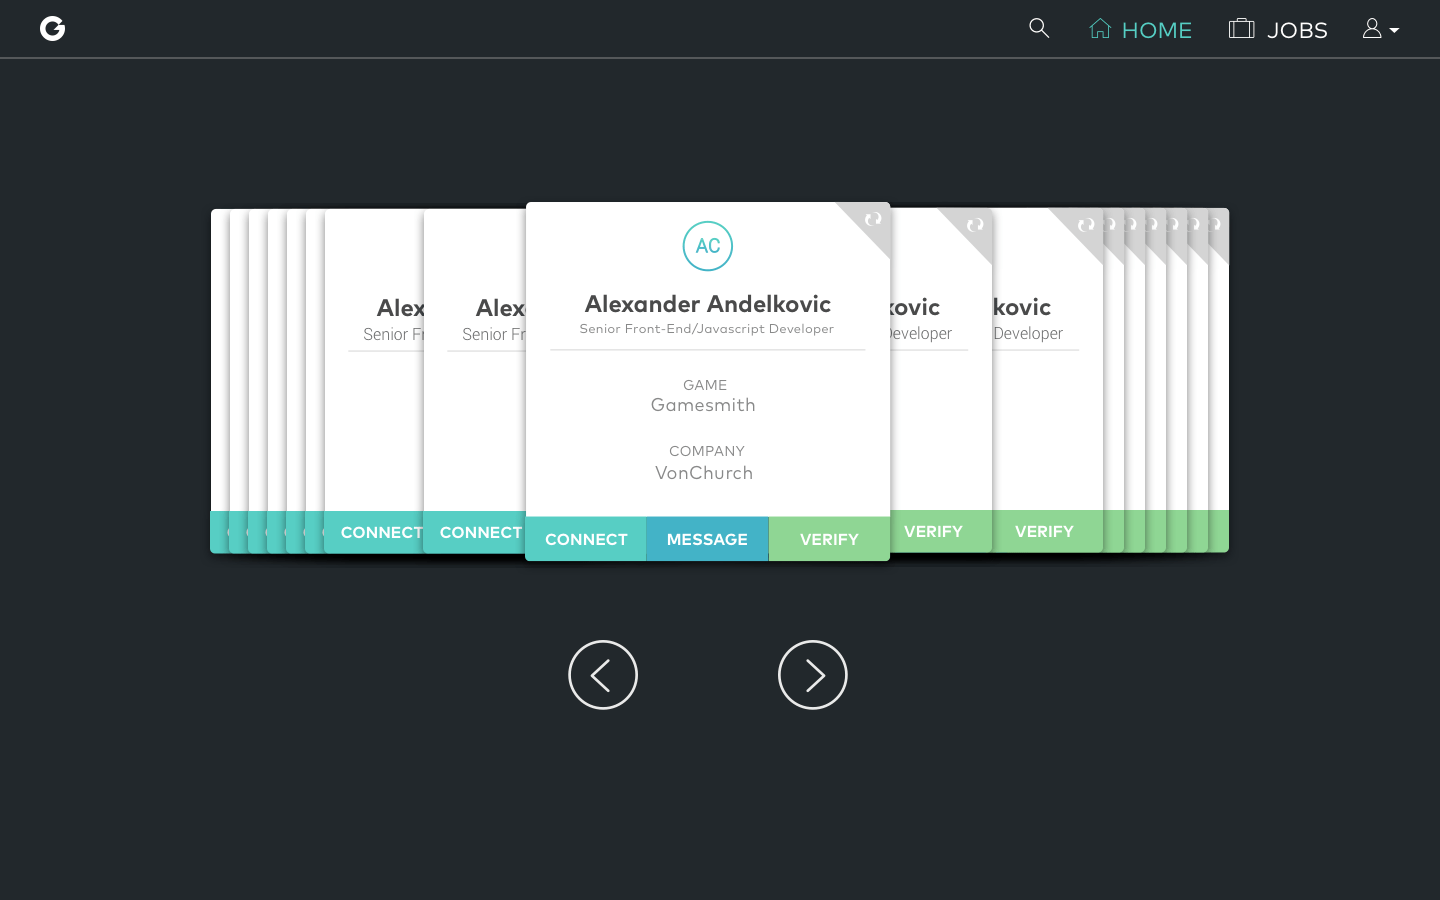 G
HOME
JOBS
AC
Alexander Andelkovic
Senior Front-End/Javascript Developer
GAME
Gamesmith
COMPANY
VonChurch
CONNECT
MESSAGE
VERIFY
Alex
Senior Fr
CONNECT
Alex
Senior Fr
CONNECT
kovic
Developer
VERIFY
kovic
Developer
VERIFY